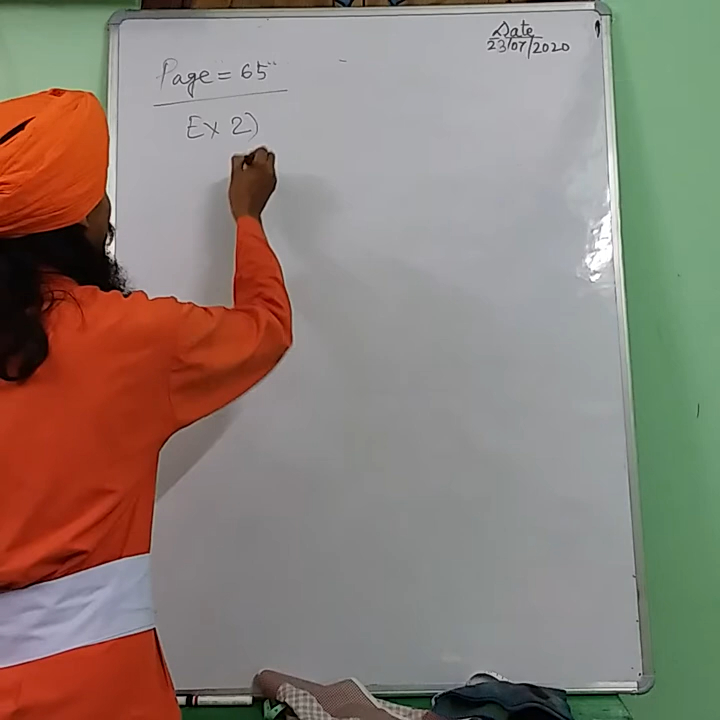 Date
23/07/2020
Page = 65"
Ex 2)